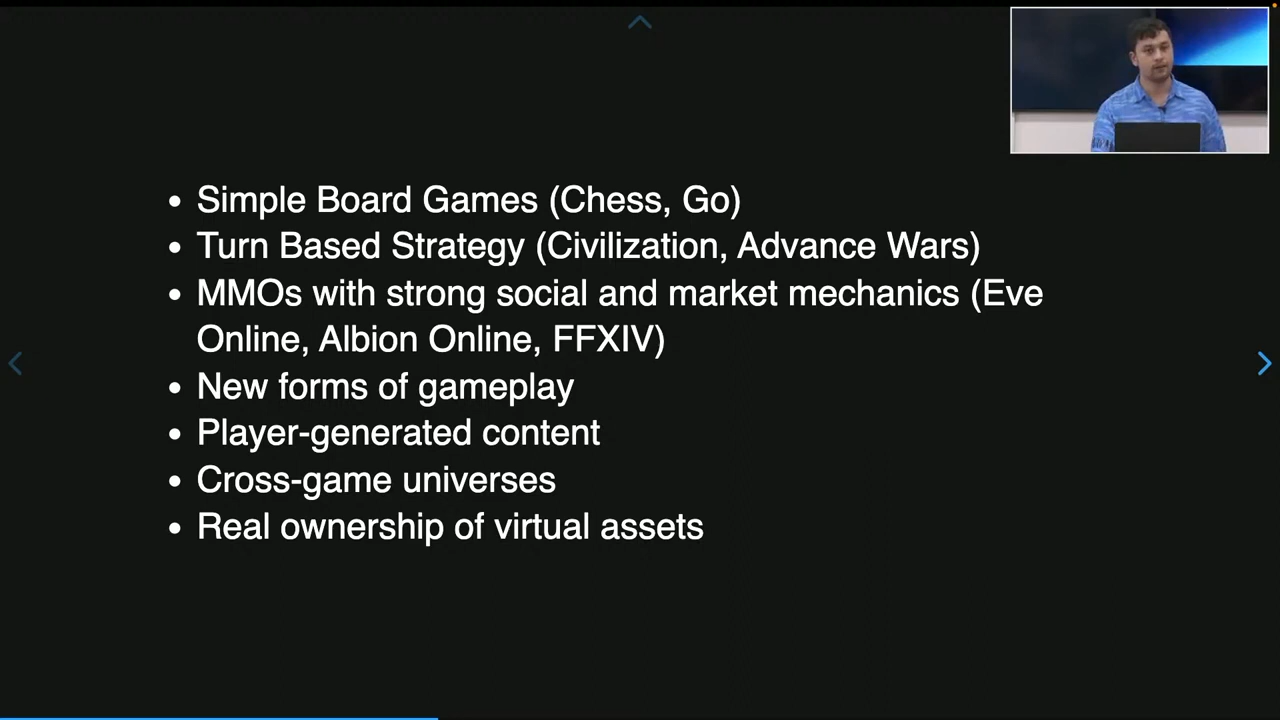 • Simple Board Games (Chess, Go)
• Turn Based Strategy (Civilization, Advance Wars)
• MMOs with strong social and market mechanics (Eve
Online, Albion Online, FFXIV)
• New forms of gameplay
• Player-generated content
• Cross-game universes
• Real ownership of virtual assets